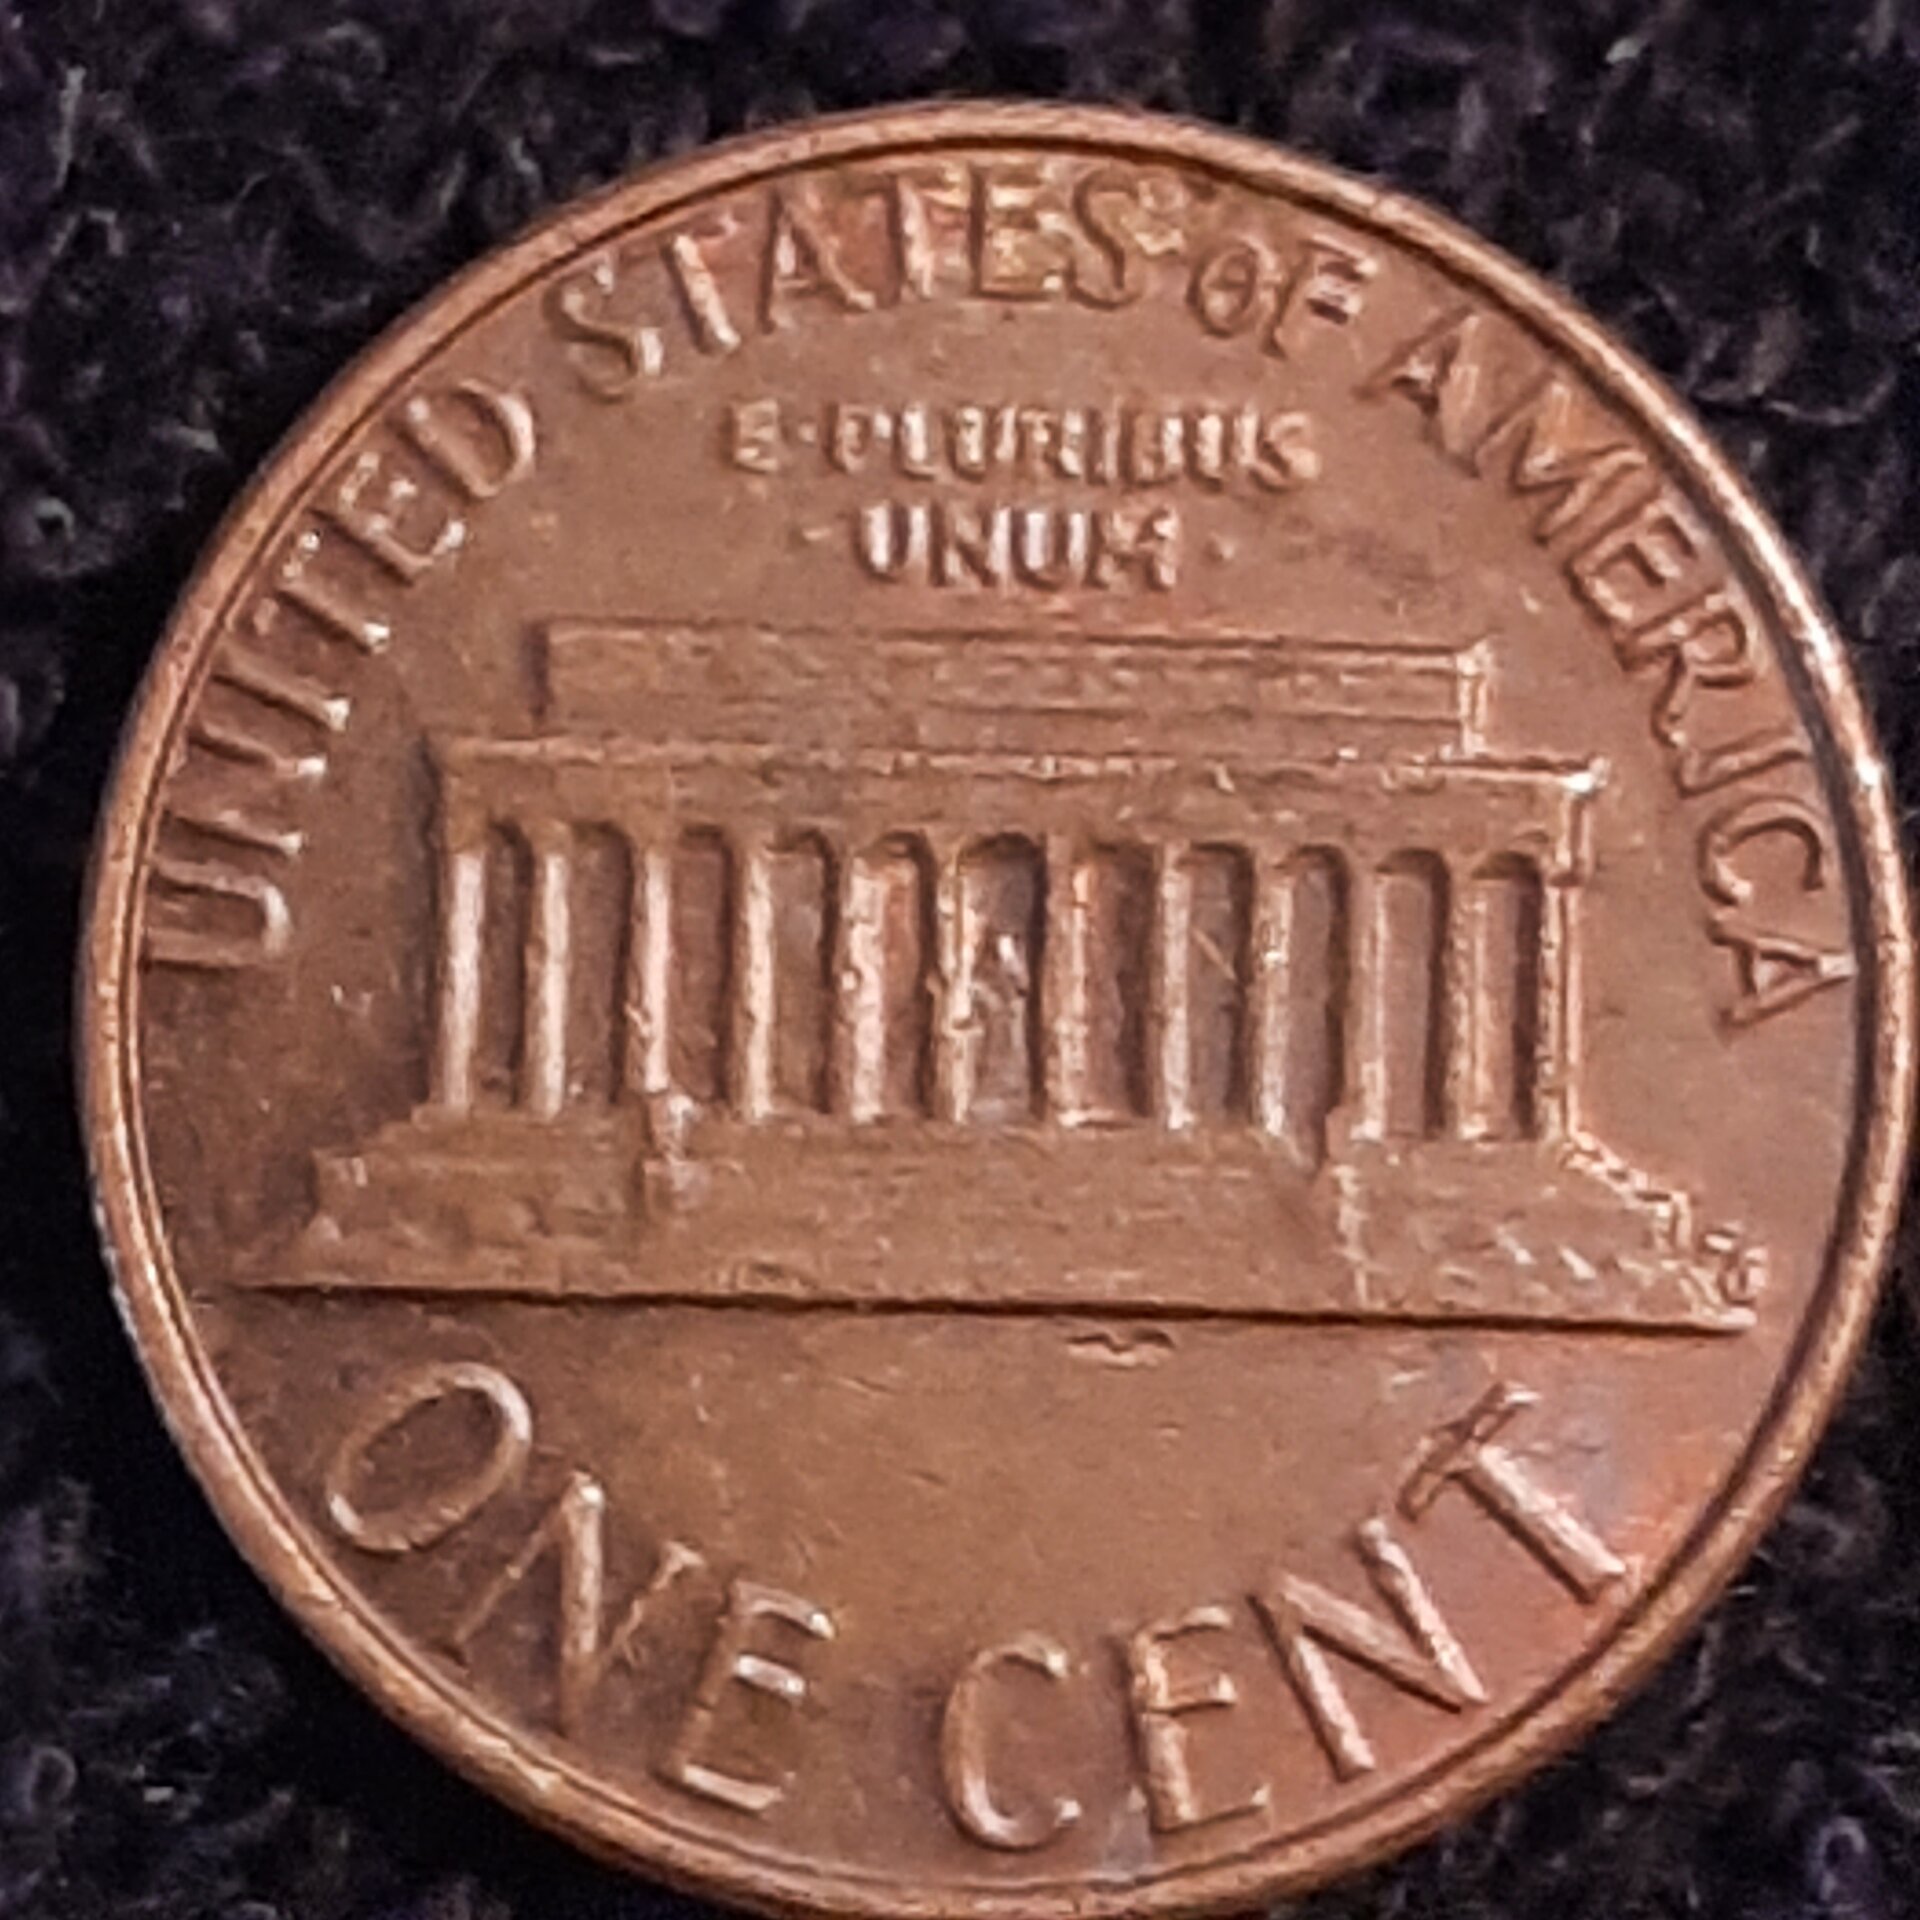 UNITED STATES OF AMERICA
E·PLURIBUS
·UNUM·
ONE CENT